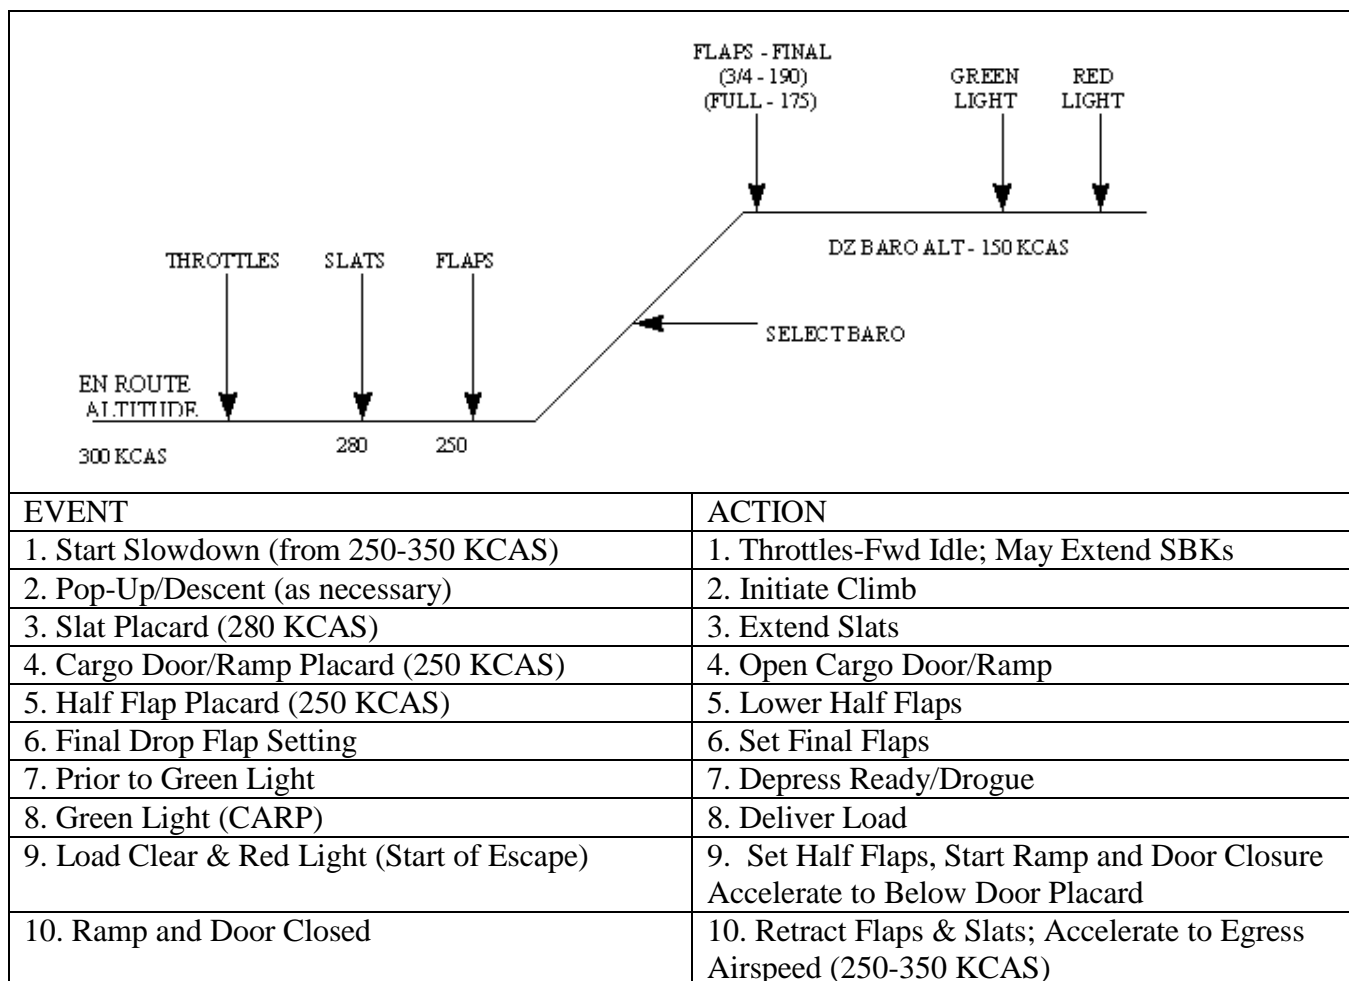 FLAPS - FINAL
(3/4 - 190)
(FULL - 175)
GREEN
LIGHT
RED
LIGHT
DZ BARO ALT - 150 KCAS
THROTTLES
SLATS
FLAPS
SELECT BARO
EN ROUTE
ALTITUDE
300 KCAS
280
250
EVENT
ACTION
1. Start Slowdown (from 250-350 KCAS)
1. Throttles-Fwd Idle; May Extend SBKs
2. Pop-Up/Descent (as necessary)
2. Initiate Climb
3. Slat Placard (280 KCAS)
3. Extend Slats
4. Cargo Door/Ramp Placard (250 KCAS)
4. Open Cargo Door/Ramp
5. Half Flap Placard (250 KCAS)
5. Lower Half Flaps
6. Final Drop Flap Setting
6. Set Final Flaps
7. Prior to Green Light
7. Depress Ready/Drogue
8. Green Light (CARP)
8. Deliver Load
9. Load Clear & Red Light (Start of Escape)
9. Set Half Flaps, Start Ramp and Door Closure
Accelerate to Below Door Placard
10. Ramp and Door Closed
10. Retract Flaps & Slats; Accelerate to Egress
Airspeed (250-350 KCAS)